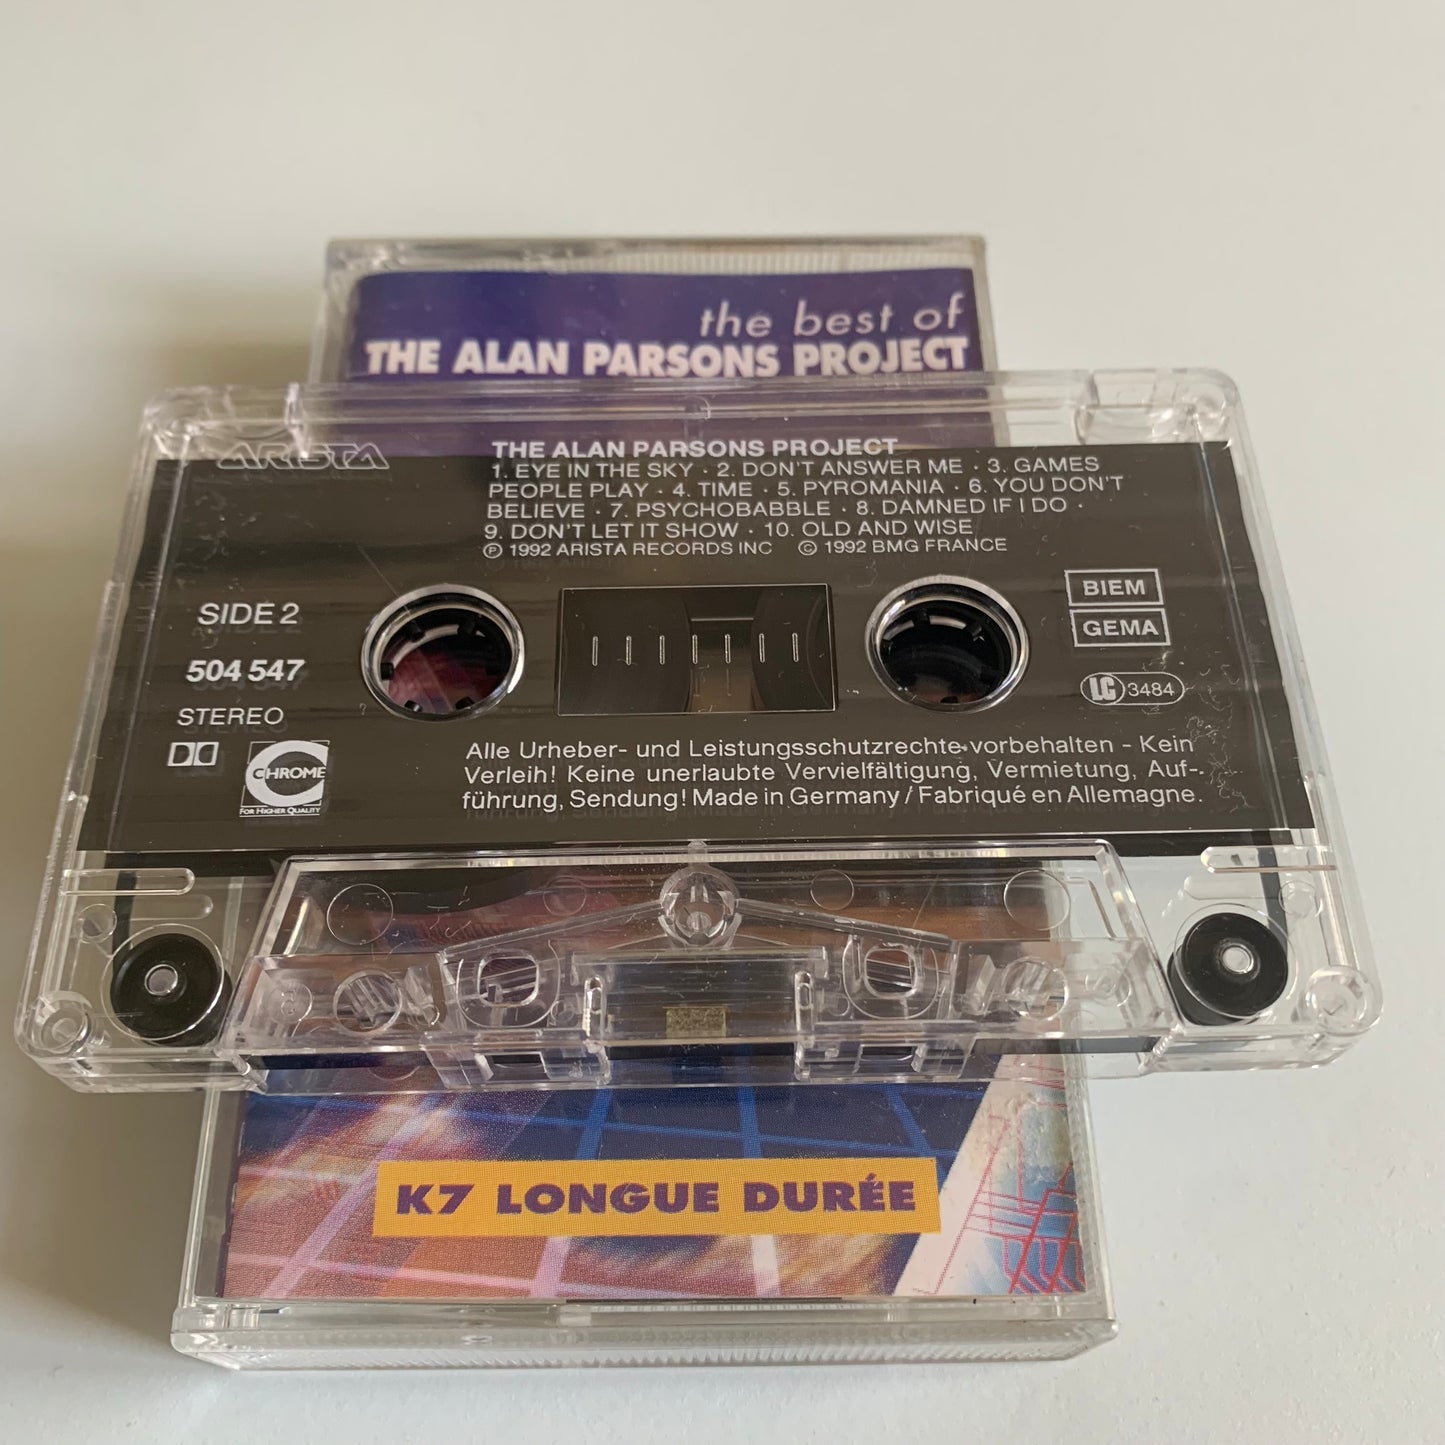 the best of
THE ALAN PARSONS PROJECT
ARISTA
THE ALAN PARSONS PROJECT
1. EYE IN THE SKY · 2. DON'T ANSWER ME · 3. GAMES
PEOPLE PLAY · 4. TIME · 5. PYROMANIA · 6. YOU DON'T
BELIEVE · 7. PSYCHOBABBLE · 8. DAMNED IF I DO ·
9. DON'T LET IT SHOW · 10. OLD AND WISE
℗ 1992 ARISTA RECORDS INC © 1992 BMG FRANCE
SIDE 2
504 547
STEREO
CHROME
FOR HIGHER QUALITY
BIEM
GEMA
LC 3484
Alle Urheber- und Leistungsschutzrechte vorbehalten – Kein
Verleih! Keine unerlaubte Vervielfältigung, Vermietung, Auf-
führung, Sendung! Made in Germany / Fabriqué en Allemagne.
K7 LONGUE DURÉE